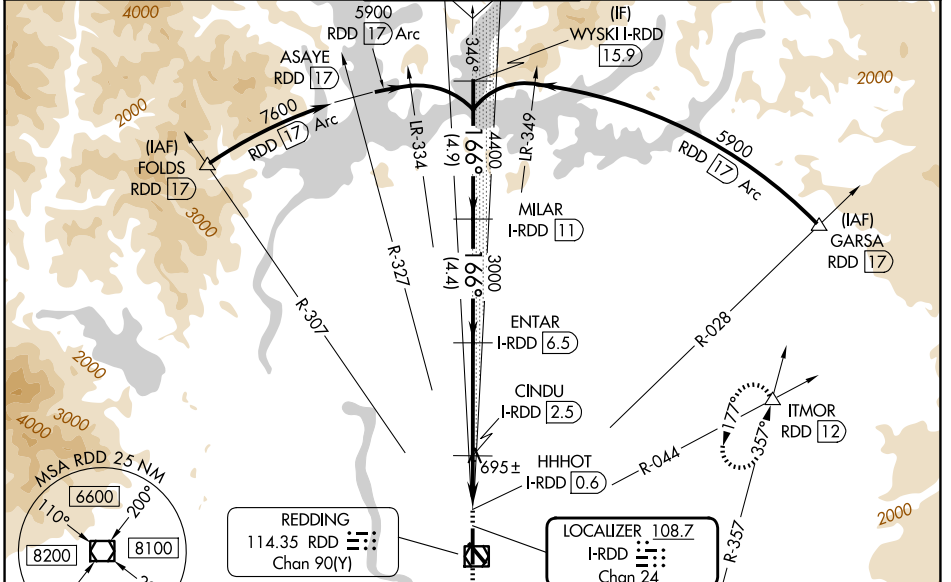 4000
5900
RDD 17 Arc
(IF)
WYSKI I-RDD
15.9
346°
ASAYE
RDD 17
2000
2000
7600
RDD 17 Arc
LR-334
166°
(4.9)
4400
LR-349
5900
RDD 17 Arc
(IAF)
FOLDS
RDD 17
3000
MILAR
I-RDD 11
(IAF)
GARSA
RDD 17
R-327
166°
(4.4)
3000
R-307
R-028
ENTAR
I-RDD 6.5
2000
CINDU
I-RDD 2.5
177°
357°
ITMOR
RDD 12
3000
4000
695±
HHHOT
I-RDD 0.6
R-044
MSA RDD 25 NM
6600
110°
200°
8200
8100
REDDING
114.35 RDD
Chan 90(Y)
LOCALIZER 108.7
I-RDD
Chan 24
R-357
2000